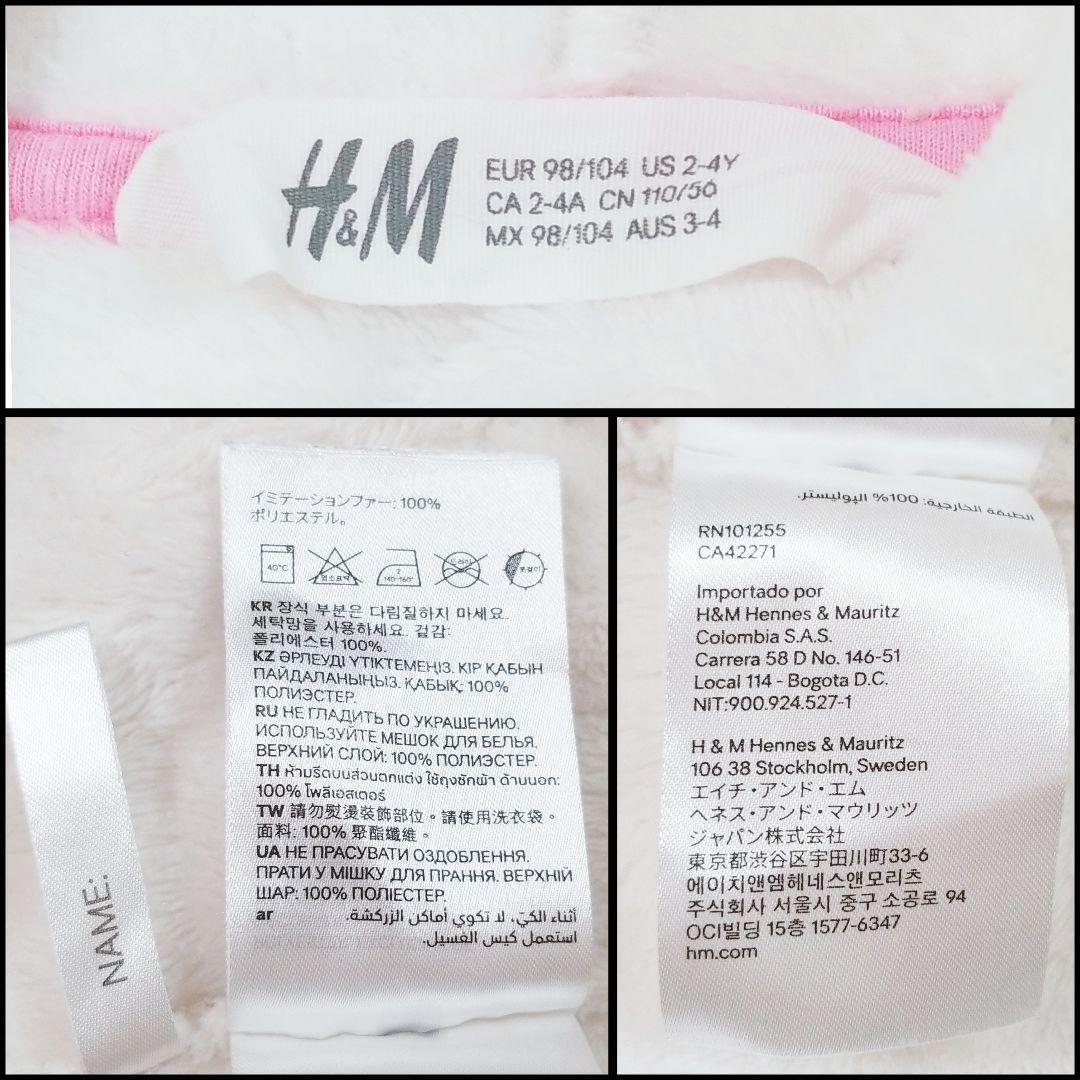 H&M
EUR 98/104 US 2-4Y
CA 2-4A CN 110/56
MX 98/104 AUS 3-4
イミテーションファー: 100%
ポリエステル。
40°C
염소표백
2
140-160°
드라이
옷걸이
KR 장식 부분은 다림질하지 마세요.
세탁망을 사용하세요. 겉감:
폴리에스터 100%.
KZ ӘРЛЕУДІ ҮТІКТЕМЕҢІЗ. КІР ҚАБЫН
ПАЙДАЛАНЫҢЫЗ. ҚАБЫҚ: 100%
ПОЛИЭСТЕР.
RU НЕ ГЛАДИТЬ ПО УКРАШЕНИЮ.
ИСПОЛЬЗУЙТЕ МЕШОК ДЛЯ БЕЛЬЯ.
ВЕРХНИЙ СЛОЙ: 100% ПОЛИЭСТЕР.
TH ห้ามรีดบนส่วนตกแต่ง ใช้ถุงซักผ้า ด้านนอก:
100% โพลีเอสเตอร์
TW 請勿熨燙裝飾部位。請使用洗衣袋。
面料: 100% 聚酯纖維。
UA НЕ ПРАСУВАТИ ОЗДОБЛЕННЯ.
ПРАТИ У МІШКУ ДЛЯ ПРАННЯ. ВЕРХНІЙ
ШАР: 100% ПОЛІЕСТЕР.
ar أثناء الكيّ، لا تكوي أماكن الزركشة.
استعمل كيس الغسيل.
NAME:
الطبقة الخارجية: 100% البوليستر.
RN101255
CA42271
Importado por
H&M Hennes & Mauritz
Colombia S.A.S.
Carrera 58 D No. 146-51
Local 114 - Bogota D.C.
NIT:900.924.527-1
H & M Hennes & Mauritz
106 38 Stockholm, Sweden
エイチ・アンド・エム
ヘネス・アンド・マウリッツ
ジャパン株式会社
東京都渋谷区宇田川町33-6
에이치앤엠헤네스앤모리츠
주식회사 서울시 중구 소공로 94
OCI빌딩 15층 1577-6347
hm.com